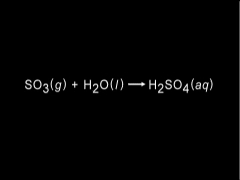 SO₃(g) + H₂O(l) ⟶ H₂SO₄(aq)